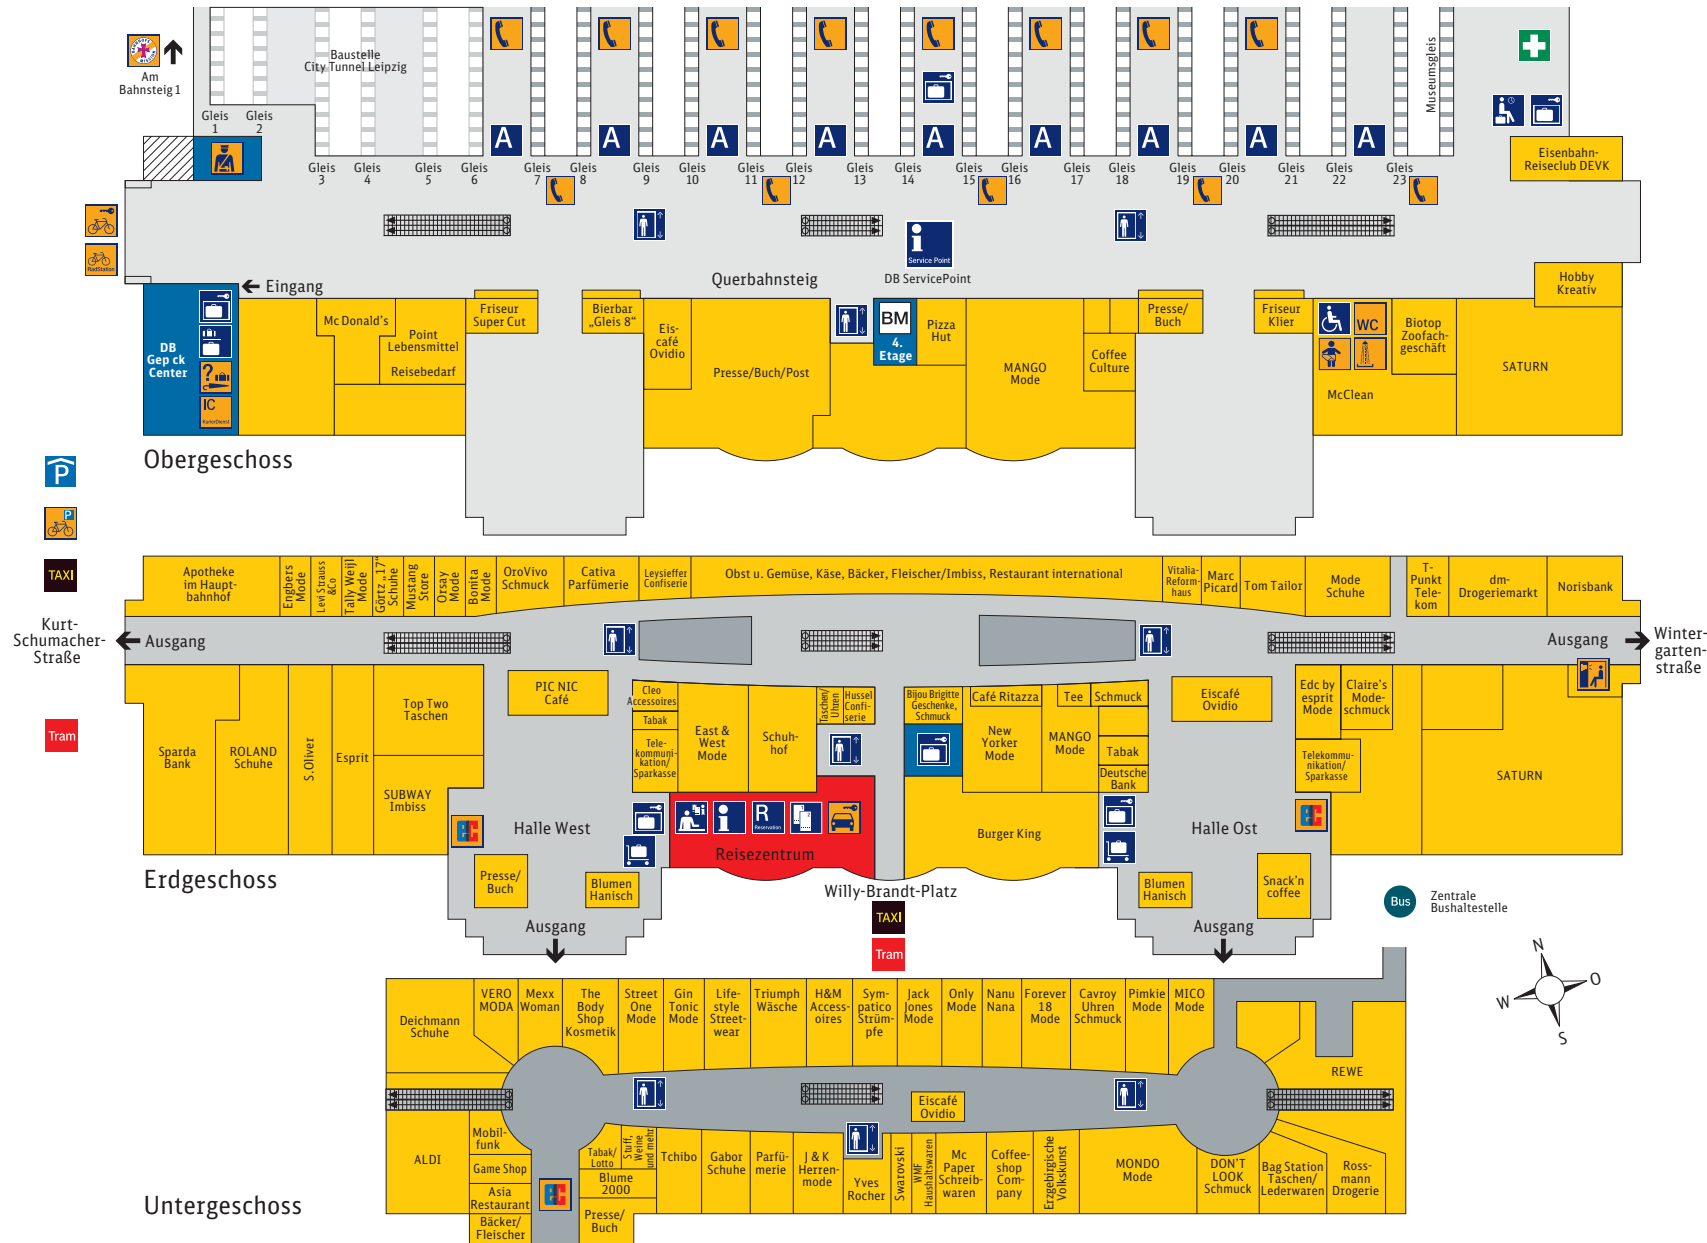 Am
Bahnsteig 1
Baustelle
City Tunnel Leipzig
Museumsgleis
Gleis
1
Gleis
2
Gleis
3
Gleis
4
Gleis
5
Gleis
6
Gleis
7
Gleis
8
Gleis
9
Gleis
10
Gleis
11
Gleis
12
Gleis
13
Gleis
14
Gleis
15
Gleis
16
Gleis
17
Gleis
18
Gleis
19
Gleis
20
Gleis
21
Gleis
22
Gleis
23
A
A
A
A
A
A
A
A
A
Eisenbahn-
Reiseclub DEVK
RadStation
Service Point
DB ServicePoint
Querbahnsteig
Eingang
Hobby
Kreativ
DB
Gep ck
Center
IC
KurierDienst
Mc Donald's
Point
Lebensmittel
Reisebedarf
Friseur
Super Cut
Bierbar
„Gleis 8“
Eis-
café
Ovidio
Presse/Buch/Post
BM
4.
Etage
Pizza
Hut
MANGO
Mode
Coffee
Culture
Presse/
Buch
Friseur
Klier
WC
McClean
Biotop
Zoofach-
geschäft
SATURN
Obergeschoss
P
P
TAXI
Tram
Apotheke
im Haupt-
bahnhof
Engbers
Mode
Levi Strauss
&Co
Tally Weijl
Mode
Görtz „17“
Schuhe
Mustang
Store
Orsay
Mode
Bonita
Mode
OroVivo
Schmuck
Cativa
Parfümerie
Leysieffer
Confiserie
Obst u. Gemüse, Käse, Bäcker, Fleischer/Imbiss, Restaurant international
Vitalia-
Reform-
haus
Marc
Picard
Tom Tailor
Mode
Schuhe
T-
Punkt
Tele-
kom
dm-
Drogeriemarkt
Norisbank
Kurt-
Schumacher-
Straße
Ausgang
Ausgang
Winter-
garten-
straße
Sparda
Bank
ROLAND
Schuhe
S.Oliver
Esprit
Top Two
Taschen
SUBWAY
Imbiss
PIC NIC
Café
Cleo
Accessoires
Tabak
Tele-
kommuni-
kation/
Sparkasse
East &
West
Mode
Schuh-
hof
Taschen/
Uhren
Hussel
Confi-
serie
Bijou Brigitte
Geschenke,
Schmuck
Café Ritazza
New
Yorker
Mode
Tee
Schmuck
MANGO
Mode
Tabak
Deutsche
Bank
Eiscafé
Ovidio
Edc by
esprit
Mode
Claire's
Mode-
schmuck
Telekommu-
nikation/
Sparkasse
SATURN
ec
Halle West
R
Reservation
Reisezentrum
Burger King
Halle Ost
ec
Presse/
Buch
Blumen
Hanisch
Blumen
Hanisch
Snack'n
coffee
Erdgeschoss
Willy-Brandt-Platz
TAXI
Tram
Ausgang
Ausgang
Bus
Zentrale
Bushaltestelle
N
O
S
W
Deichmann
Schuhe
VERO
MODA
Mexx
Woman
The
Body
Shop
Kosmetik
Street
One
Mode
Gin
Tonic
Mode
Life-
style
Street-
wear
Triumph
Wäsche
H&M
Access-
oires
Sym-
patico
Strüm-
pfe
Jack
Jones
Mode
Only
Mode
Nanu
Nana
Forever
18
Mode
Cavroy
Uhren
Schmuck
Pimkie
Mode
MICO
Mode
REWE
Eiscafé
Ovidio
ALDI
Mobil-
funk
Game Shop
Asia
Restaurant
Bäcker/
Fleischer
ec
Tabak/
Lotto
Stuff,
Weine
und mehr
Blume
2000
Presse/
Buch
Tchibo
Gabor
Schuhe
Parfü-
merie
J & K
Herren-
mode
Yves
Rocher
Swarovski
WMF
Haushaltswaren
Mc
Paper
Schreib-
waren
Coffee-
shop
Com-
pany
Erzgebirgische
Volkskunst
MONDO
Mode
DON'T
LOOK
Schmuck
Bag Station
Taschen/
Lederwaren
Ross-
mann
Drogerie
Untergeschoss